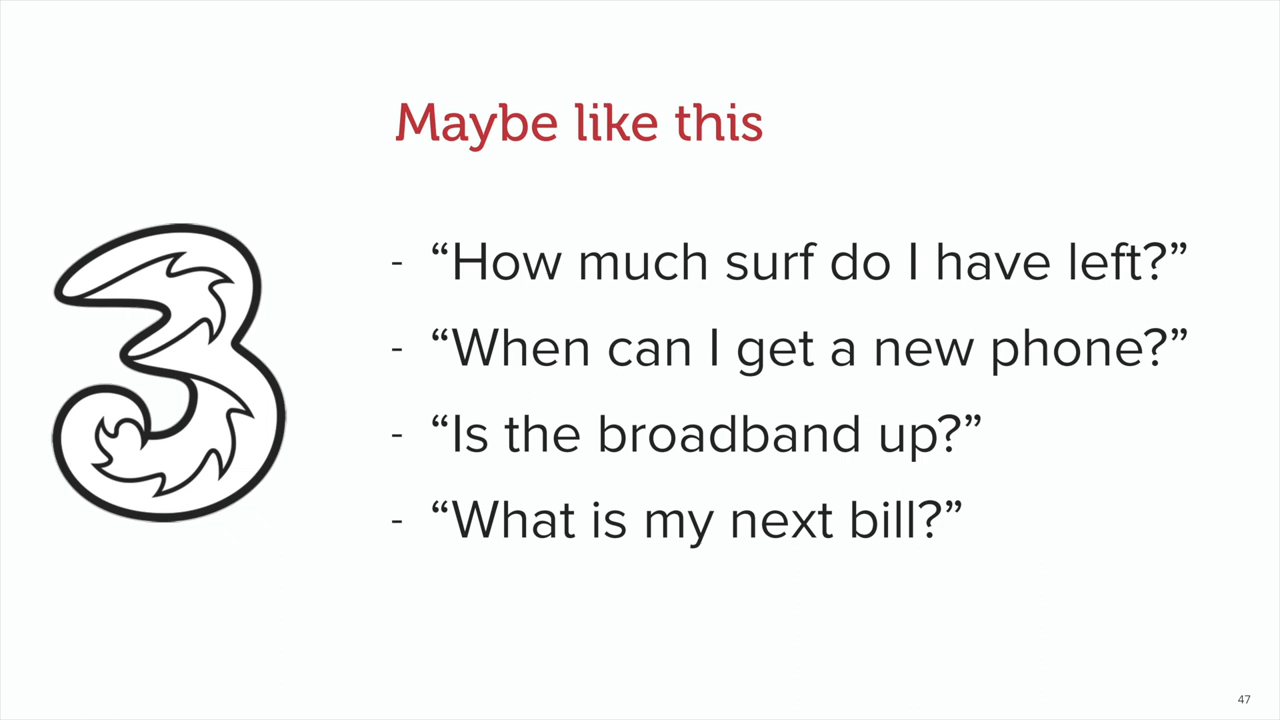 Maybe like this
3
- “How much surf do I have left?”
- “When can I get a new phone?”
- “Is the broadband up?”
- “What is my next bill?”
47